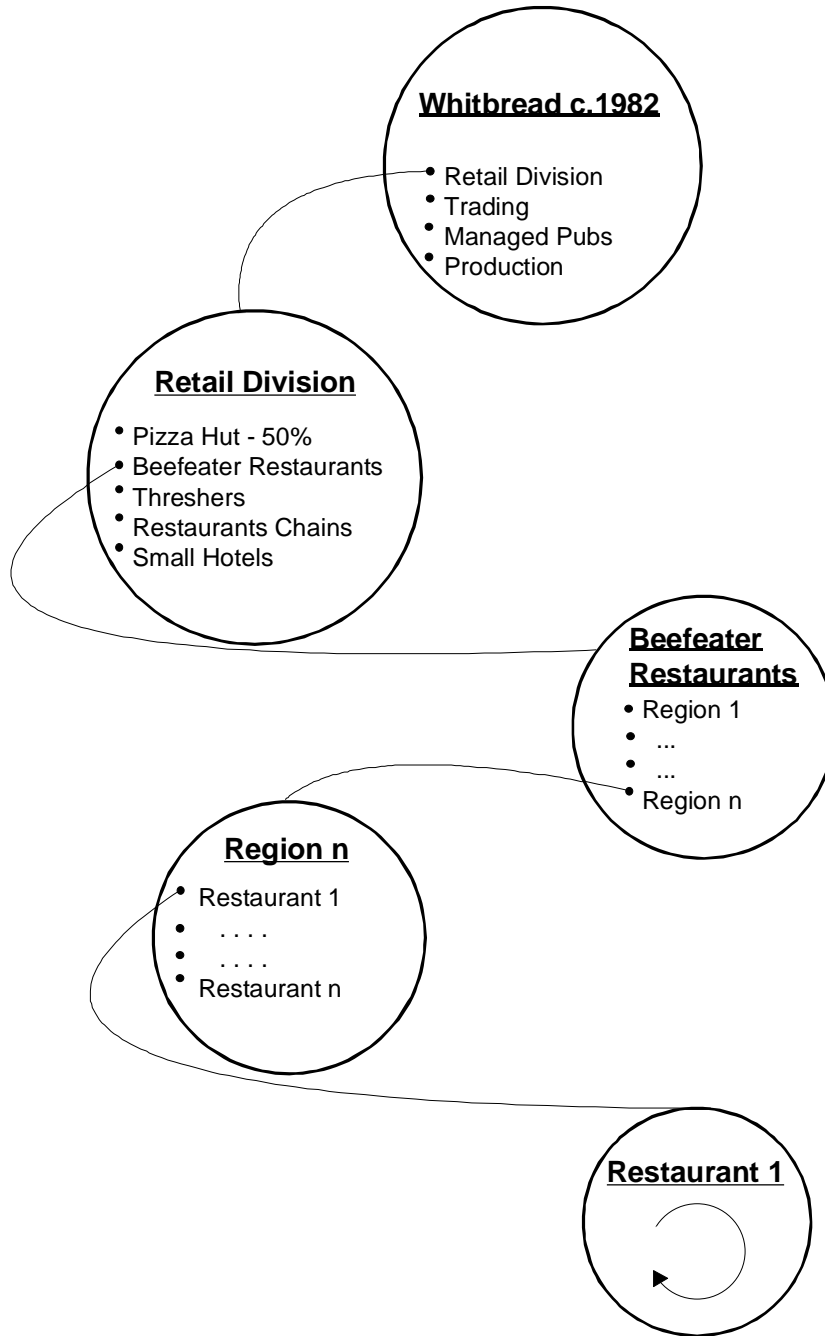 Whitbread c.1982
• Retail Division
• Trading
• Managed Pubs
• Production
Retail Division
• Pizza Hut - 50%
• Beefeater Restaurants
• Threshers
• Restaurants Chains
• Small Hotels
Beefeater
Restaurants
• Region 1
• ...
• ...
• Region n
Region n
• Restaurant 1
• . . . .
• . . . .
• Restaurant n
Restaurant 1